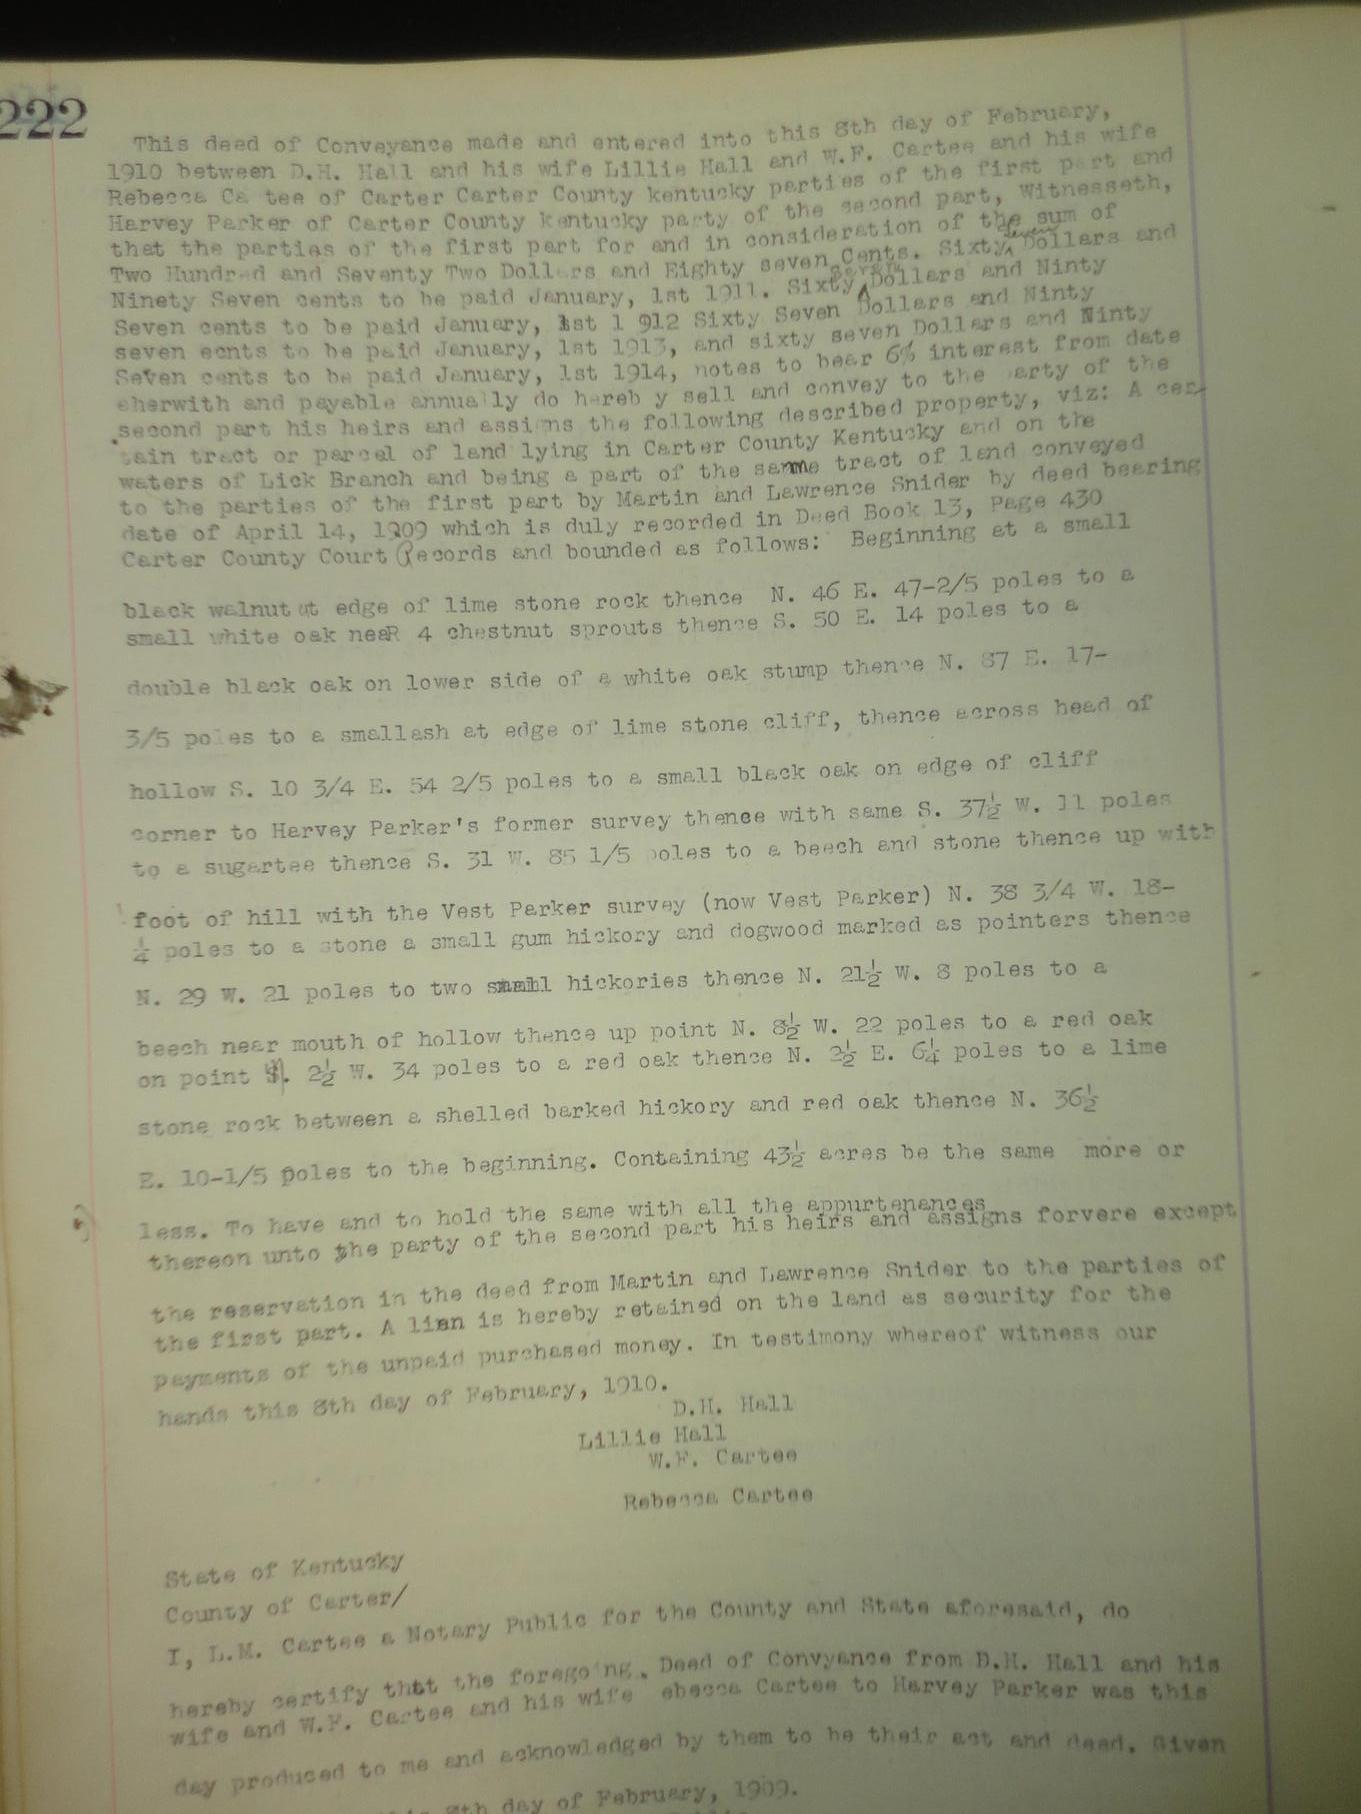 222
This deed of Conveyance made and entered into this 8th day of February,
1910 between D.H. Hall and his wife Lillie Hall and W.F. Cartee and his wife
Rebecca Ca tee of Carter Carter County kentucky parties of the first part and
Harvey Parker of Carter County kentucky party of the second part, Witnesseth,
that the parties of the first part for and in consideration of the sum of
Two Hundred and Seventy Two Dollars and Eighty seven Cents. Sixty seven Dollars and
Ninety Seven cents to be paid January, 1st 1911. Sixty seven Dollars and Ninty
Seven cents to be paid January, 1st 1 912 Sixty Seven Dollars and Ninty
seven ecnts to be paid January, 1st 1913, and sixty seven Dollars and Ninty
Seven cents to be paid January, 1st 1914, notes to bear 6% interest from date
eherwith and payable annually do hereb y sell and convey to the arty of the
second part his heirs and assigns the following described property, viz: A cer-
tain tract or parcel of land lying in Carter County Kentucky and on the
waters of Lick Branch and being a part of the same tract of land conveyed
to the parties of the first part by Martin and Lawrence Snider by deed bearing
date of April 14, 1909 which is duly recorded in Deed Book 13, Page 430
Carter County Court Records and bounded as follows: Beginning at a small
black walnut at edge of lime stone rock thence N. 46 E. 47-2/5 poles to a
small white oak neaR 4 chestnut sprouts thence S. 50 E. 14 poles to a
double black oak on lower side of a white oak stump thence N. 87 E. 17-
3/5 poles to a smallash at edge of lime stone cliff, thence across head of
hollow S. 10 3/4 E. 54 2/5 poles to a small black oak on edge of cliff
corner to Harvey Parker's former survey thence with same S. 37½ W. 11 poles
to a sugartee thence S. 31 W. 85 1/5 poles to a beech and stone thence up with
foot of hill with the Vest Parker survey (now Vest Parker) N. 38 3/4 W. 18-
¼ poles to a stone a small gum hickory and dogwood marked as pointers thence
N. 29 W. 21 poles to two small hickories thence N. 21½ W. 8 poles to a
beech near mouth of hollow thence up point N. 8½ W. 22 poles to a red oak
on point N. 2½ W. 34 poles to a red oak thence N. 2½ E. 6¼ poles to a lime
stone rock between a shelled barked hickory and red oak thence N. 36½
E. 10-1/5 poles to the beginning. Containing 43½ acres be the same more or
less. To have and to hold the same with all the appurtenances
thereon unto the party of the second part his heirs and assigns forvere except
the reservation in the deed from Martin and Lawrence Snider to the parties of
the first part. A lien is hereby retained on the land as security for the
payments of the unpaid purchased money. In testimony whereof witness our
hands this 8th day of February, 1910.
D.H. Hall
Lillie Hall
W.F. Cartee
Rebecca Cartee
State of Kentucky
County of Carter/
I, L.M. Cartee a Notary Public for the County and State aforesaid, do
hereby certify that the forego ng. Deed of Convyance from D.H. Hall and his
wife and W.F. Cartee and his wife ebecca Cartee to Harvey Parker was this
day produced to me and acknowledged by them to be their act and deed. Given
8th day of February, 1909.